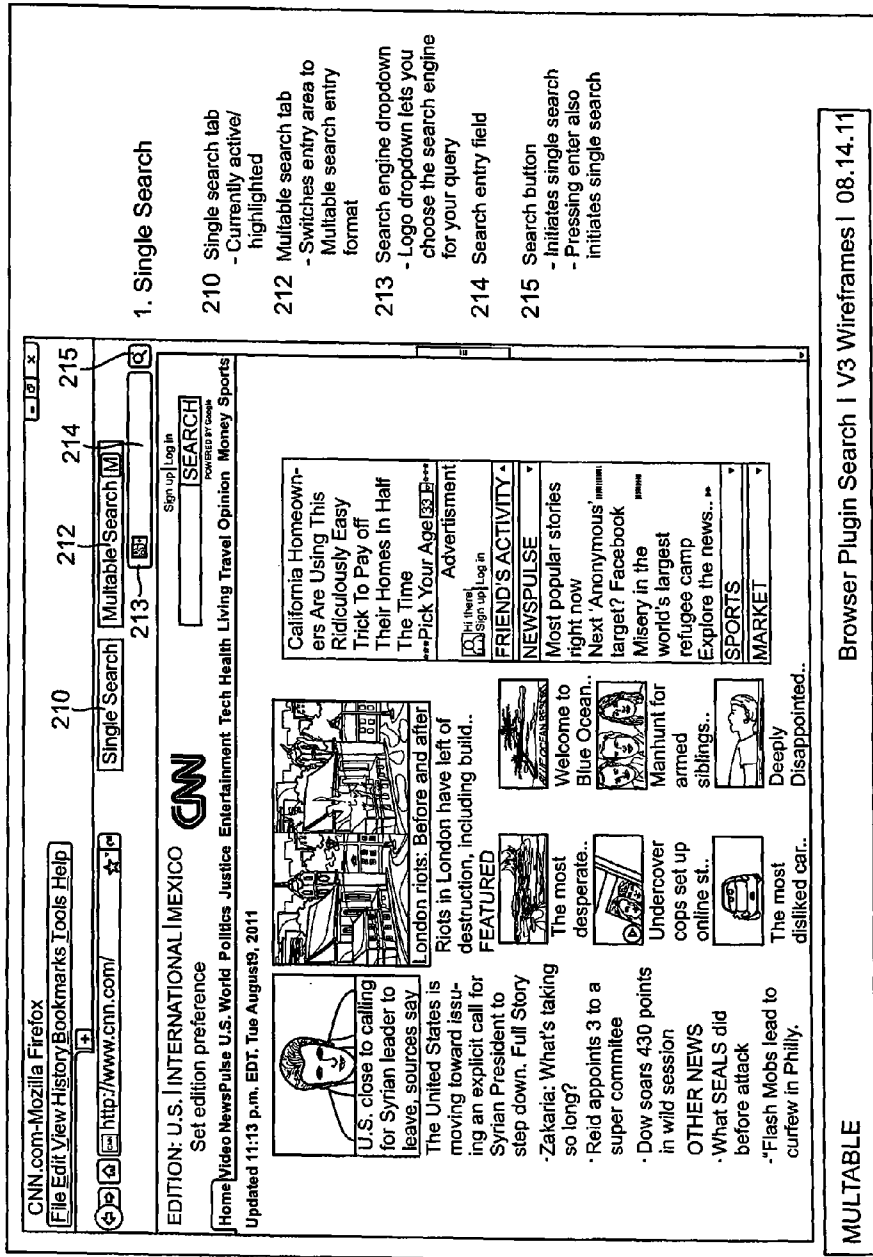 CNN.com-Mozilla Firefox
File Edit View History Bookmarks Tools Help
+
CNN http://www.cnn.com/
210
212
214
215
Single Search
Multable Search M
213
EDITION: U.S. | INTERNATIONAL | MEXICO
Set edition preference
CNN
Sign up | Log in
SEARCH
POWERED BY Google
Home Video NewsPulse U.S. World Politics Justice Entertainment Tech Health Living Travel Opinion Money Sports
Updated 11:13 p.m. EDT, Tue August9, 2011
U.S. close to calling
for Syrian leader to
leave, sources say
The United States is
moving toward issu-
ing an explicit call for
Syrian President to
step down. Full Story
-Zakaria: What's taking
so long?
· Reid appoints 3 to a
super commiitee
· Dow soars 430 points
in wild session
OTHER NEWS
· What SEALS did
before attack
-"Flash Mobs lead to
curfew in Philly.
London riots: Before and after
Riots in London have left of
destruction, including build..
FEATURED
The most
desperate..
Undercover
cops set up
online st..
The most
disliked car..
BLUE OCEAN RESORT
Welcome to
Blue Ocean..
Manhunt for
armed
siblings..
Deeply
Disappointed..
California Homeown-
ers Are Using This
Ridiculously Easy
Trick To Pay off
Their Homes In Half
The Time
Pick Your Age 33
Advertisment
Hi there!
Sign up | Log in
FRIEND'S ACTIVITY
NEWSPULSE
Most popular stories
right now
Next 'Anonymous'
target? Facebook
Misery in the
world's largest
refugee camp
Explore the news..
SPORTS
MARKET
1. Single Search
210 Single search tab
- Currently active/
highlighted
212 Multable search tab
- Switches entry area to
Multable search entry
format
213 Search engine dropdown
- Logo dropdown lets you
choose the search engine
for your query
214 Search entry field
215 Search button
- Initiates single search
- Pressing enter also
initiates single search
MULTABLE
Browser Plugin Search | V3 Wireframes | 08.14.11